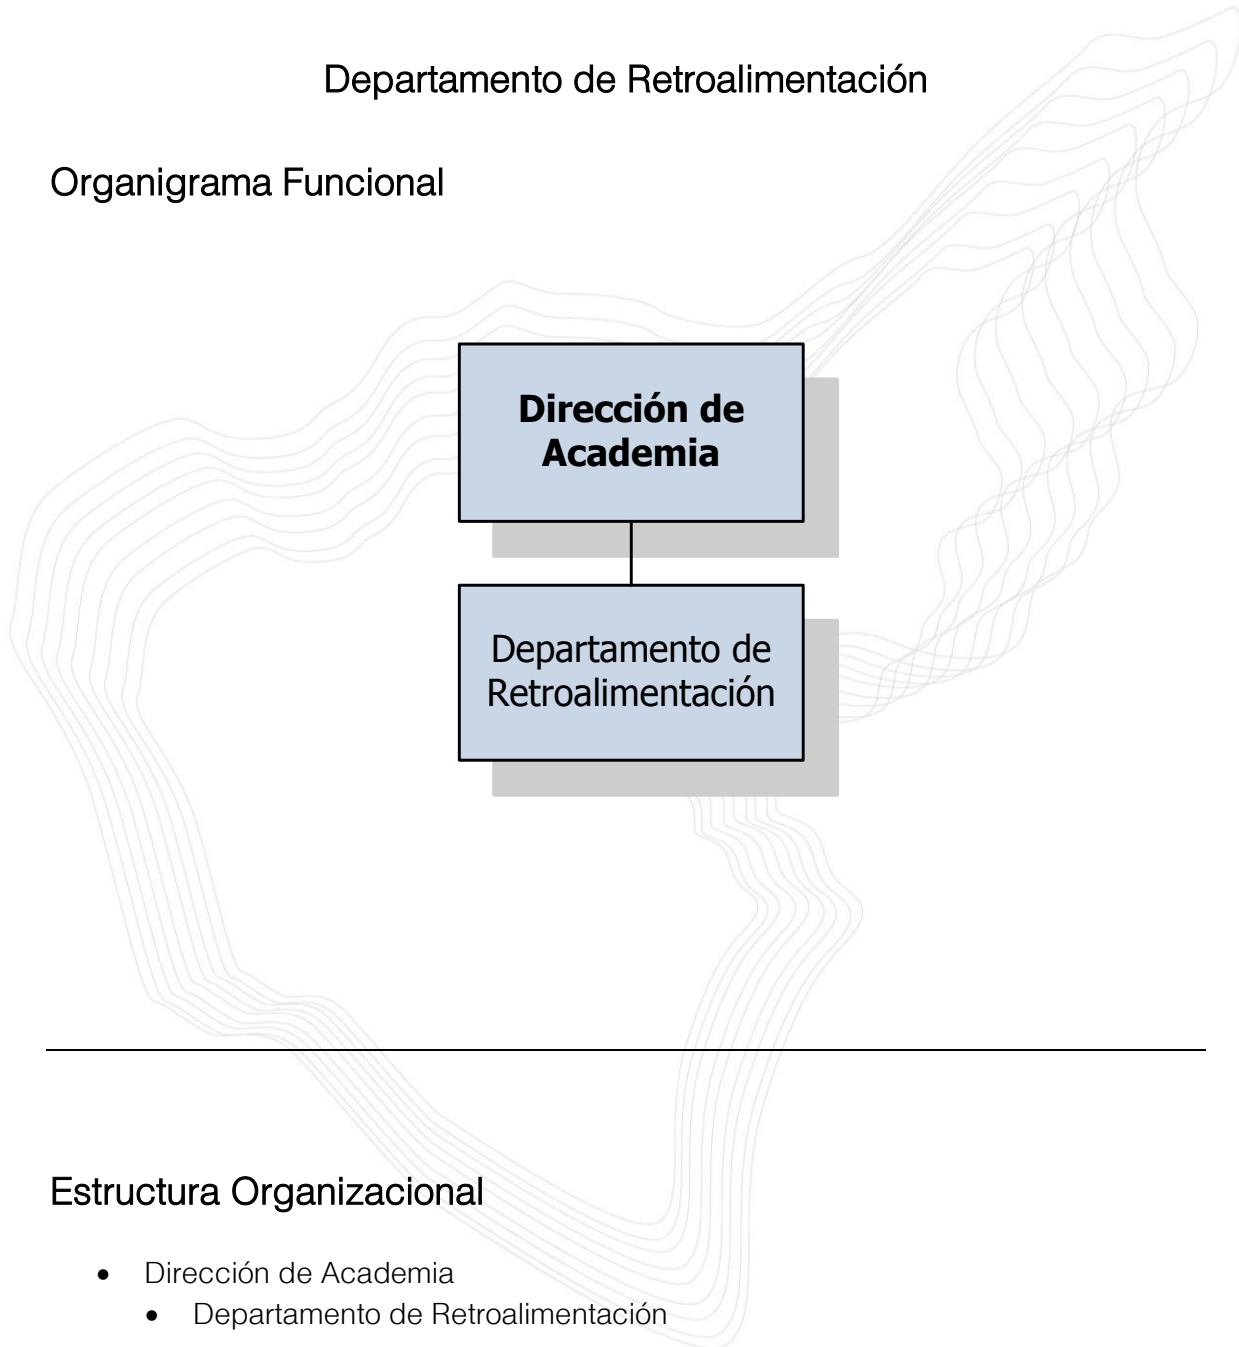 Departamento de Retroalimentación
Organigrama Funcional
Dirección de
Academia
Departamento de
Retroalimentación
Estructura Organizacional
• Dirección de Academia
• Departamento de Retroalimentación